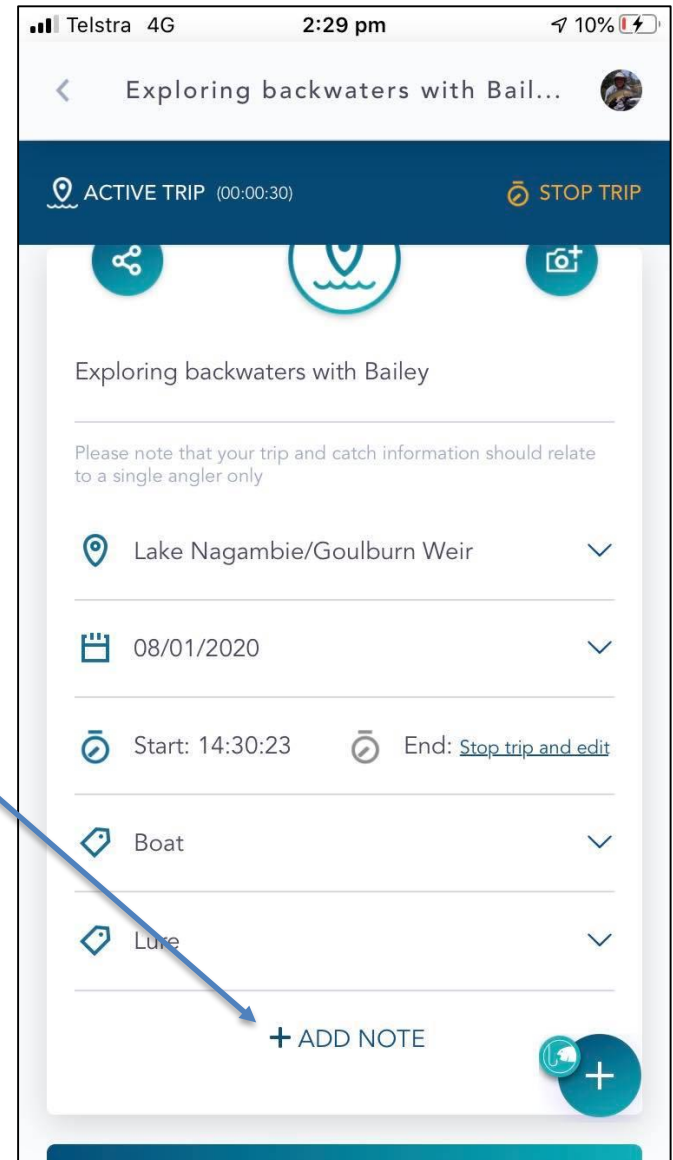 Telstra 4G 2:29 pm 10%
Exploring backwaters with Bail...
ACTIVE TRIP (00:00:30) STOP TRIP
Exploring backwaters with Bailey
Please note that your trip and catch information should relate
to a single angler only
Lake Nagambie/Goulburn Weir
08/01/2020
Start: 14:30:23 End: Stop trip and edit
Boat
Lure
+ ADD NOTE